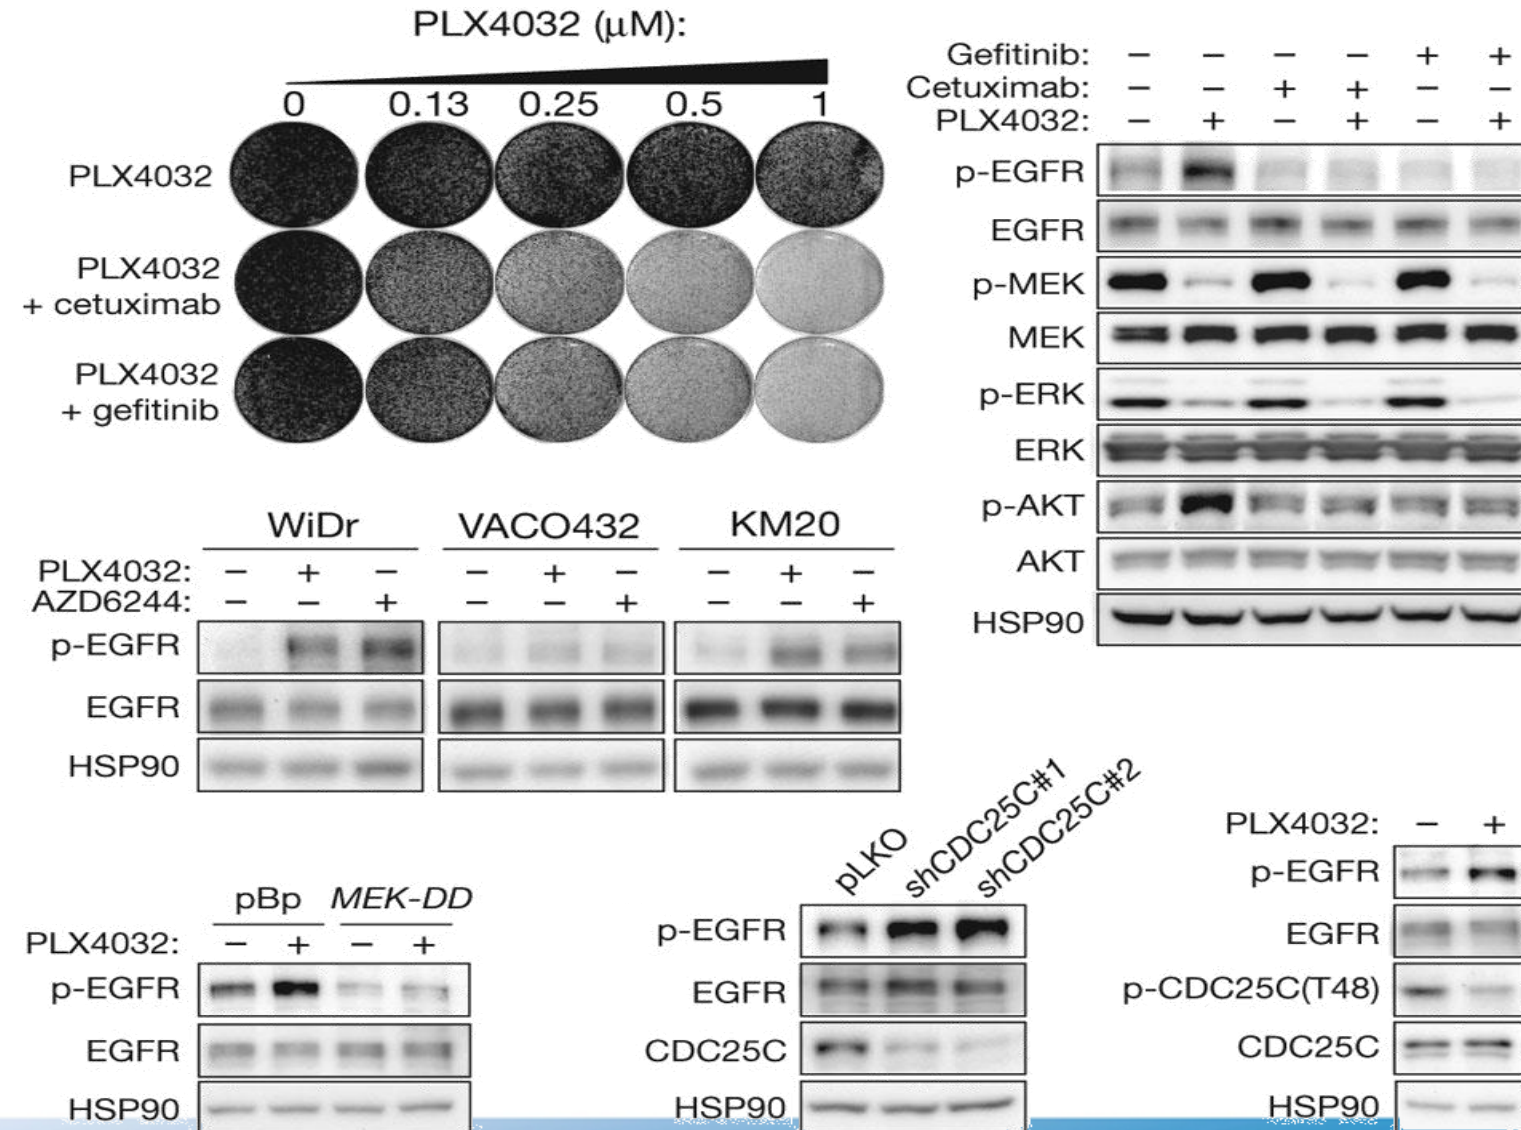 PLX4032 (µM):
0 0.13 0.25 0.5 1
PLX4032
PLX4032
+ cetuximab
PLX4032
+ gefitinib
Gefitinib: − − − − + +
Cetuximab: − − + + − −
PLX4032: − + − + − +
p-EGFR
EGFR
p-MEK
MEK
p-ERK
ERK
p-AKT
AKT
HSP90
WiDr VACO432 KM20
PLX4032: − + − − + − − + −
AZD6244: − − + − − + − − +
p-EGFR
EGFR
HSP90
pBp MEK-DD
PLX4032: − + − +
p-EGFR
EGFR
HSP90
pLKO
shCDC25C#1
shCDC25C#2
p-EGFR
EGFR
CDC25C
HSP90
PLX4032: − +
p-EGFR
EGFR
p-CDC25C(T48)
CDC25C
HSP90